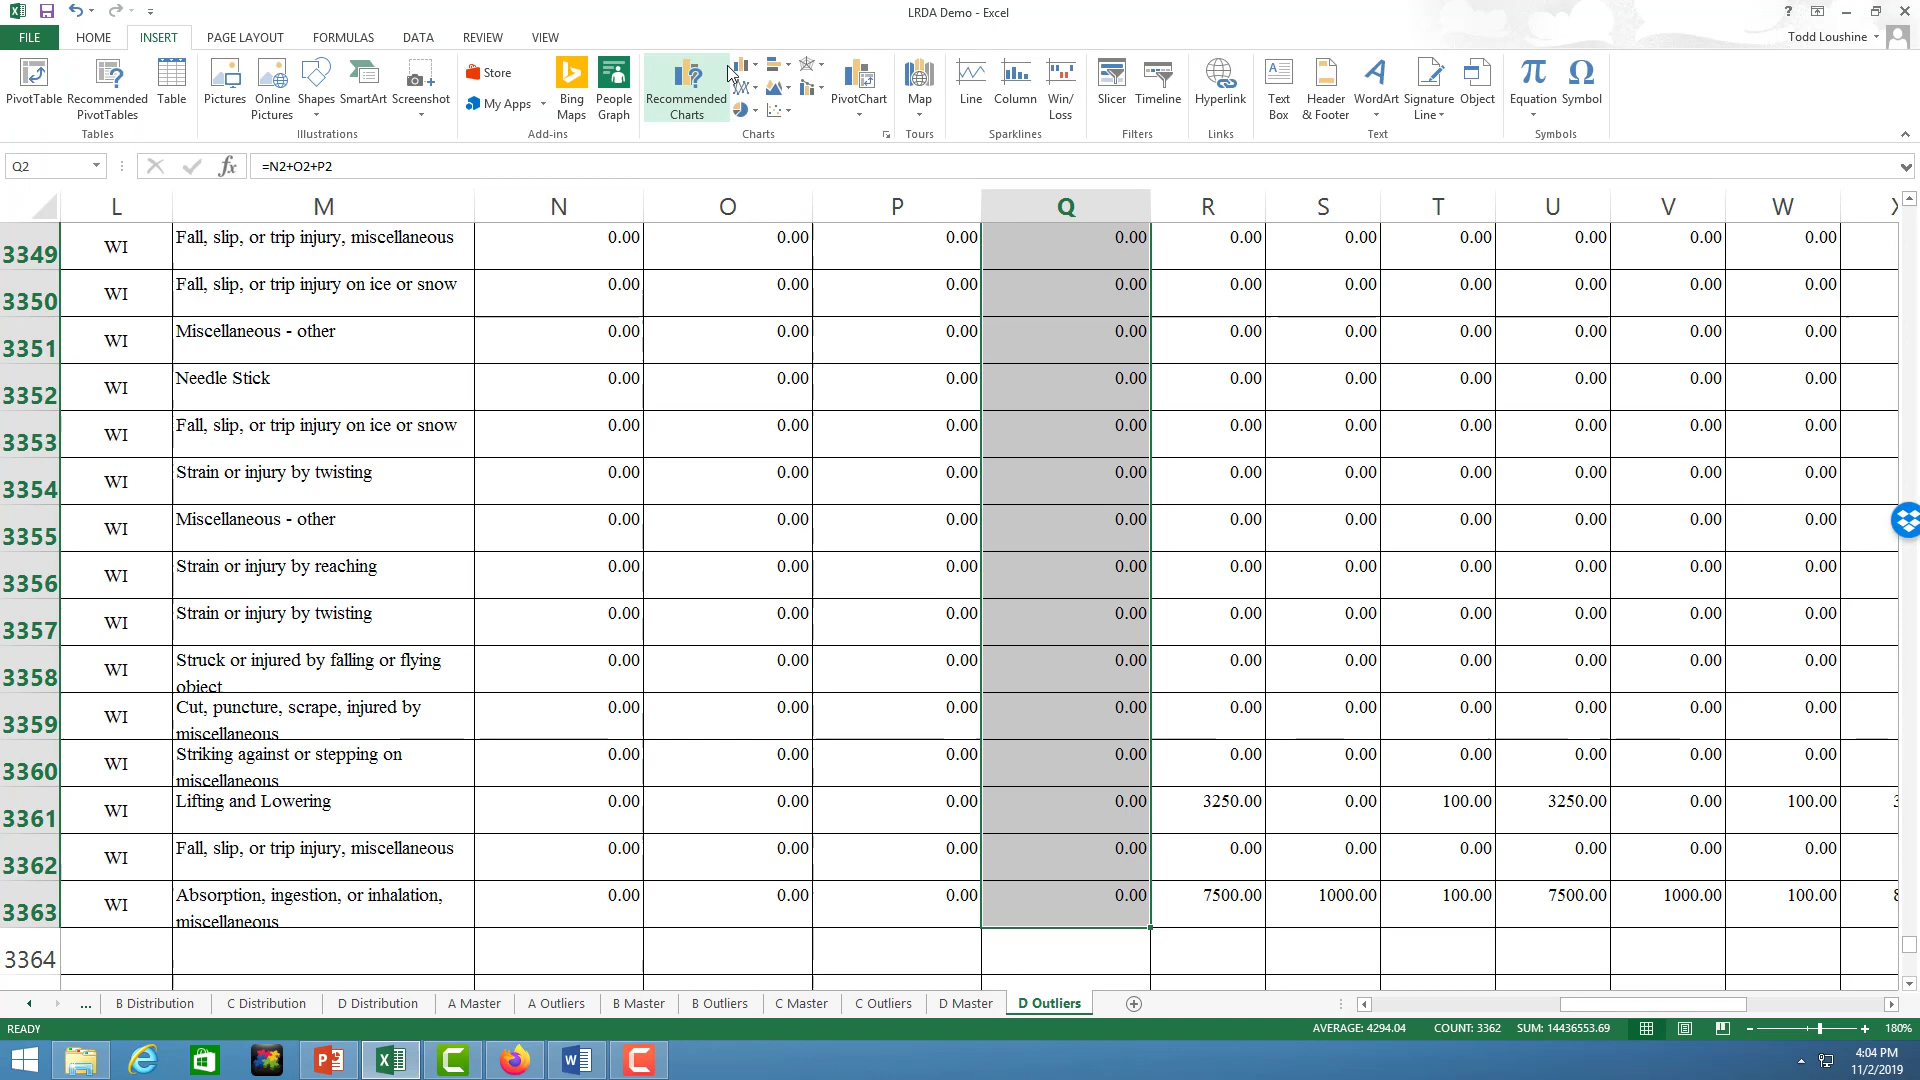 LRDA Demo - Excel
?
FILE HOME INSERT PAGE LAYOUT FORMULAS DATA REVIEW VIEW
Todd Loushine
PivotTable
Recommended
PivotTables
Table
Tables
Pictures
Online
Pictures
Shapes
SmartArt
Screenshot
Illustrations
Store
My Apps
Bing
Maps
People
Graph
Add-ins
Recommended
Charts
PivotChart
Charts
Map
Tours
Line
Column
Win/
Loss
Sparklines
Slicer
Timeline
Filters
Hyperlink
Links
Text
Box
Header
& Footer
WordArt
Signature
Line
Object
Text
Equation
Symbol
Symbols
Q2 fx =N2+O2+P2
L M N O P Q R S T U V W
3349 WI Fall, slip, or trip injury, miscellaneous 0.00 0.00 0.00 0.00 0.00 0.00 0.00 0.00 0.00 0.00
3350 WI Fall, slip, or trip injury on ice or snow 0.00 0.00 0.00 0.00 0.00 0.00 0.00 0.00 0.00 0.00
3351 WI Miscellaneous - other 0.00 0.00 0.00 0.00 0.00 0.00 0.00 0.00 0.00 0.00
3352 WI Needle Stick 0.00 0.00 0.00 0.00 0.00 0.00 0.00 0.00 0.00 0.00
3353 WI Fall, slip, or trip injury on ice or snow 0.00 0.00 0.00 0.00 0.00 0.00 0.00 0.00 0.00 0.00
3354 WI Strain or injury by twisting 0.00 0.00 0.00 0.00 0.00 0.00 0.00 0.00 0.00 0.00
3355 WI Miscellaneous - other 0.00 0.00 0.00 0.00 0.00 0.00 0.00 0.00 0.00 0.00
3356 WI Strain or injury by reaching 0.00 0.00 0.00 0.00 0.00 0.00 0.00 0.00 0.00 0.00
3357 WI Strain or injury by twisting 0.00 0.00 0.00 0.00 0.00 0.00 0.00 0.00 0.00 0.00
3358 WI Struck or injured by falling or flying 0.00 0.00 0.00 0.00 0.00 0.00 0.00 0.00 0.00 0.00
object
3359 WI Cut, puncture, scrape, injured by 0.00 0.00 0.00 0.00 0.00 0.00 0.00 0.00 0.00 0.00
miscellaneous
3360 WI Striking against or stepping on 0.00 0.00 0.00 0.00 0.00 0.00 0.00 0.00 0.00 0.00
miscellaneous
3361 WI Lifting and Lowering 0.00 0.00 0.00 0.00 3250.00 0.00 100.00 3250.00 0.00 100.00
3362 WI Fall, slip, or trip injury, miscellaneous 0.00 0.00 0.00 0.00 0.00 0.00 0.00 0.00 0.00 0.00
3363 WI Absorption, ingestion, or inhalation, 0.00 0.00 0.00 0.00 7500.00 1000.00 100.00 7500.00 1000.00 100.00
miscellaneous
3364
... B Distribution C Distribution D Distribution A Master A Outliers B Master B Outliers C Master C Outliers D Master D Outliers
READY AVERAGE: 4294.04 COUNT: 3362 SUM: 14436553.69 180%
4:04 PM
11/2/2019